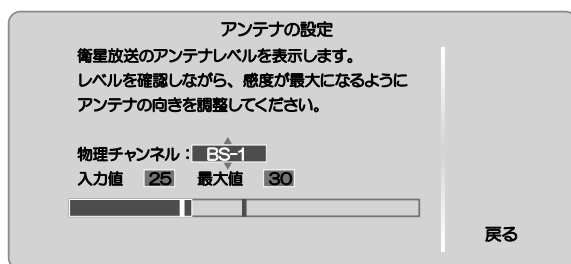 アンテナの設定
衛星放送のアンテナレベルを表示します。
レベルを確認しながら、感度が最大になるように
アンテナの向きを調整してください。
物理チャンネル：BS-1
入力値 25 最大値 30
戻る